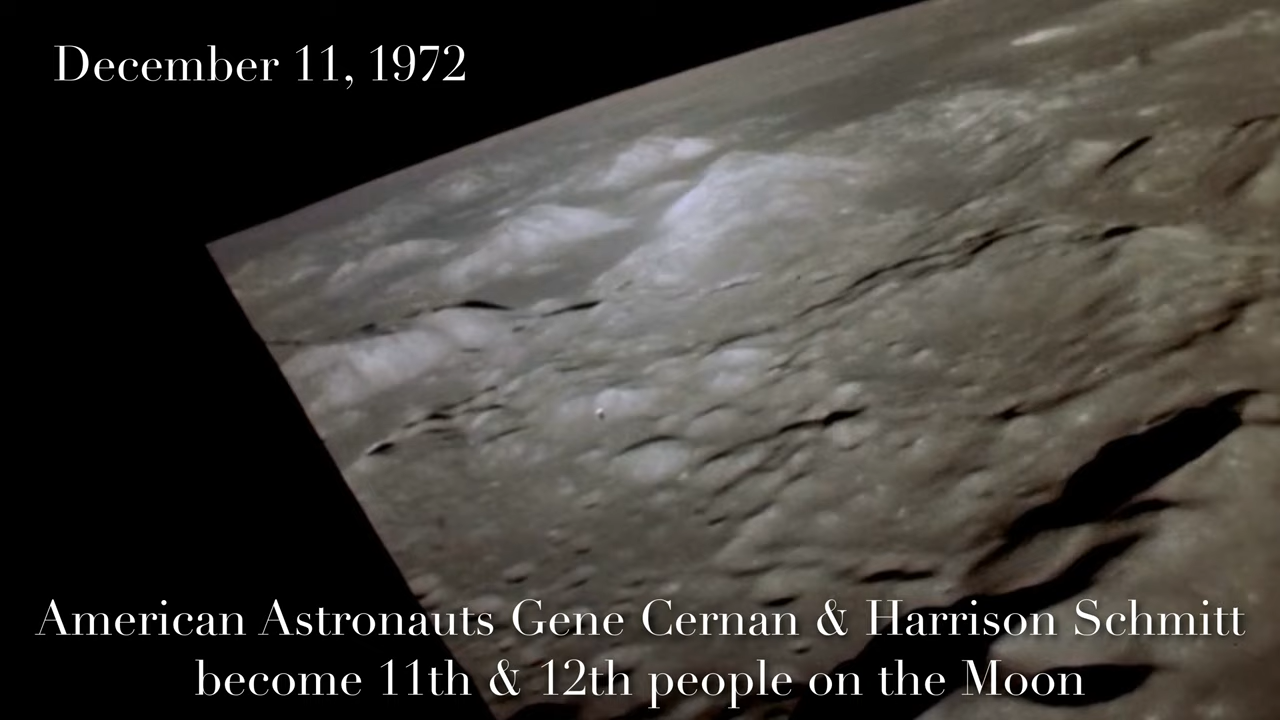 December 11, 1972
American Astronauts Gene Cernan & Harrison Schmitt
become 11th & 12th people on the Moon